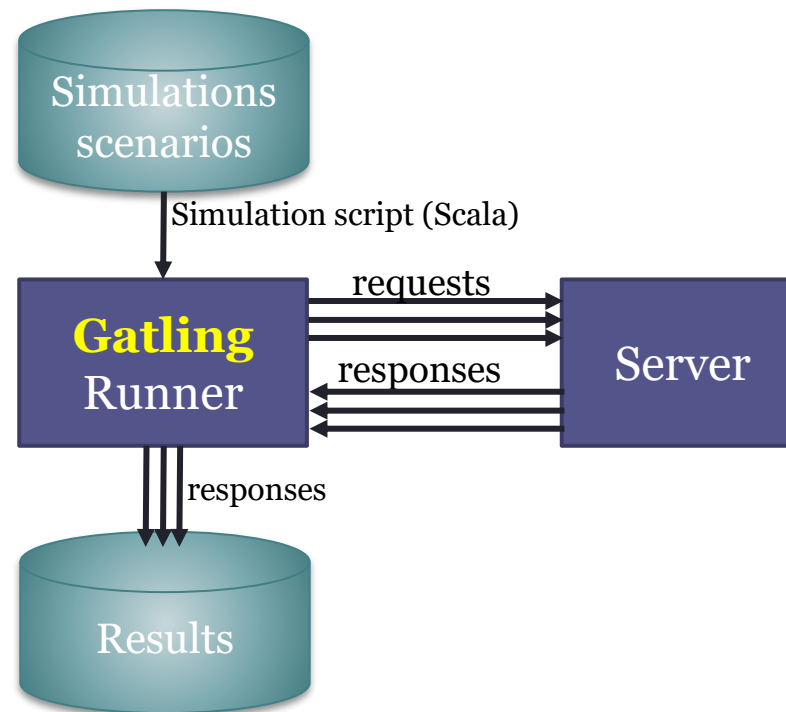 Simulations
scenarios
Simulation script (Scala)
requests
Gatling
Runner
responses
Server
responses
Results